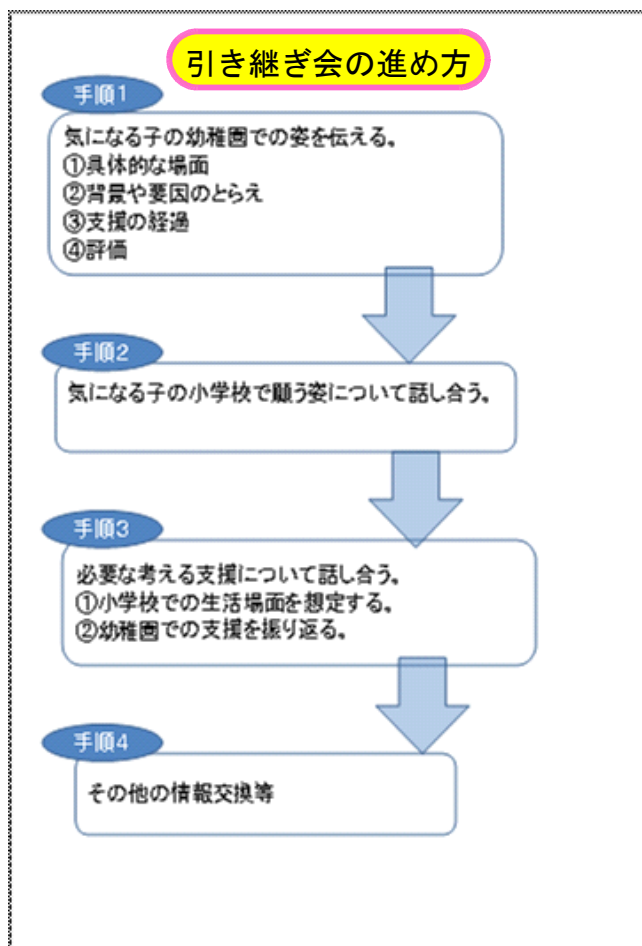 引き継ぎ会の進め方
手順1
気になる子の幼稚園での姿を伝える。
①具体的な場面
②背景や要因のとらえ
③支援の経過
④評価
手順2
気になる子の小学校で願う姿について話し合う。
手順3
必要な考える支援について話し合う。
①小学校での生活場面を想定する。
②幼稚園での支援を振り返る。
手順4
その他の情報交換等